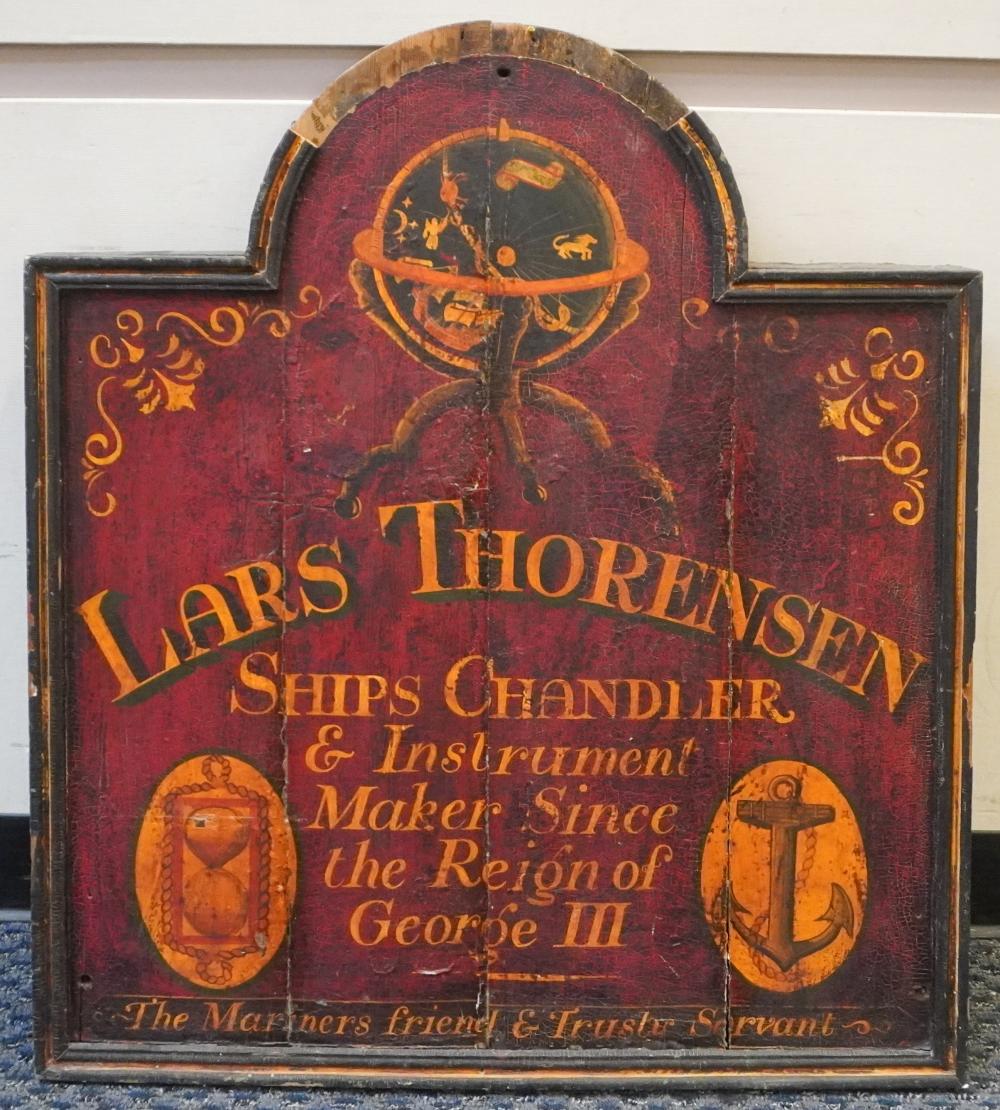 LARS THORENSEN
SHIPS CHANDLER
& Instrument
Maker Since
the Reign of
George III
The Mariners friend & Trusty Servant